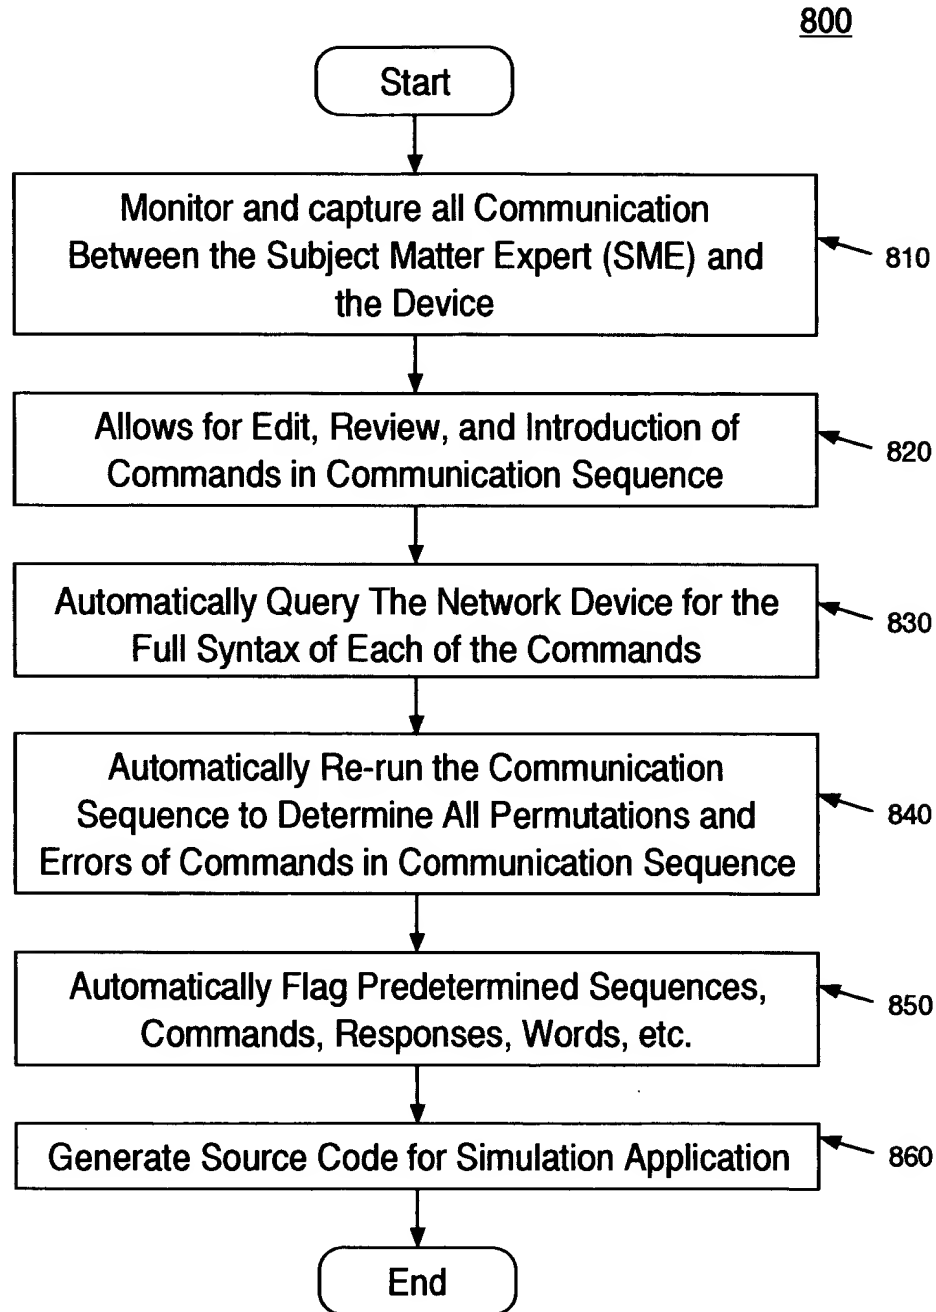 800
Start
Monitor and capture all Communication
Between the Subject Matter Expert (SME) and
the Device
810
Allows for Edit, Review, and Introduction of
Commands in Communication Sequence
820
Automatically Query The Network Device for the
Full Syntax of Each of the Commands
830
Automatically Re-run the Communication
Sequence to Determine All Permutations and
Errors of Commands in Communication Sequence
840
Automatically Flag Predetermined Sequences,
Commands, Responses, Words, etc.
850
Generate Source Code for Simulation Application
860
End